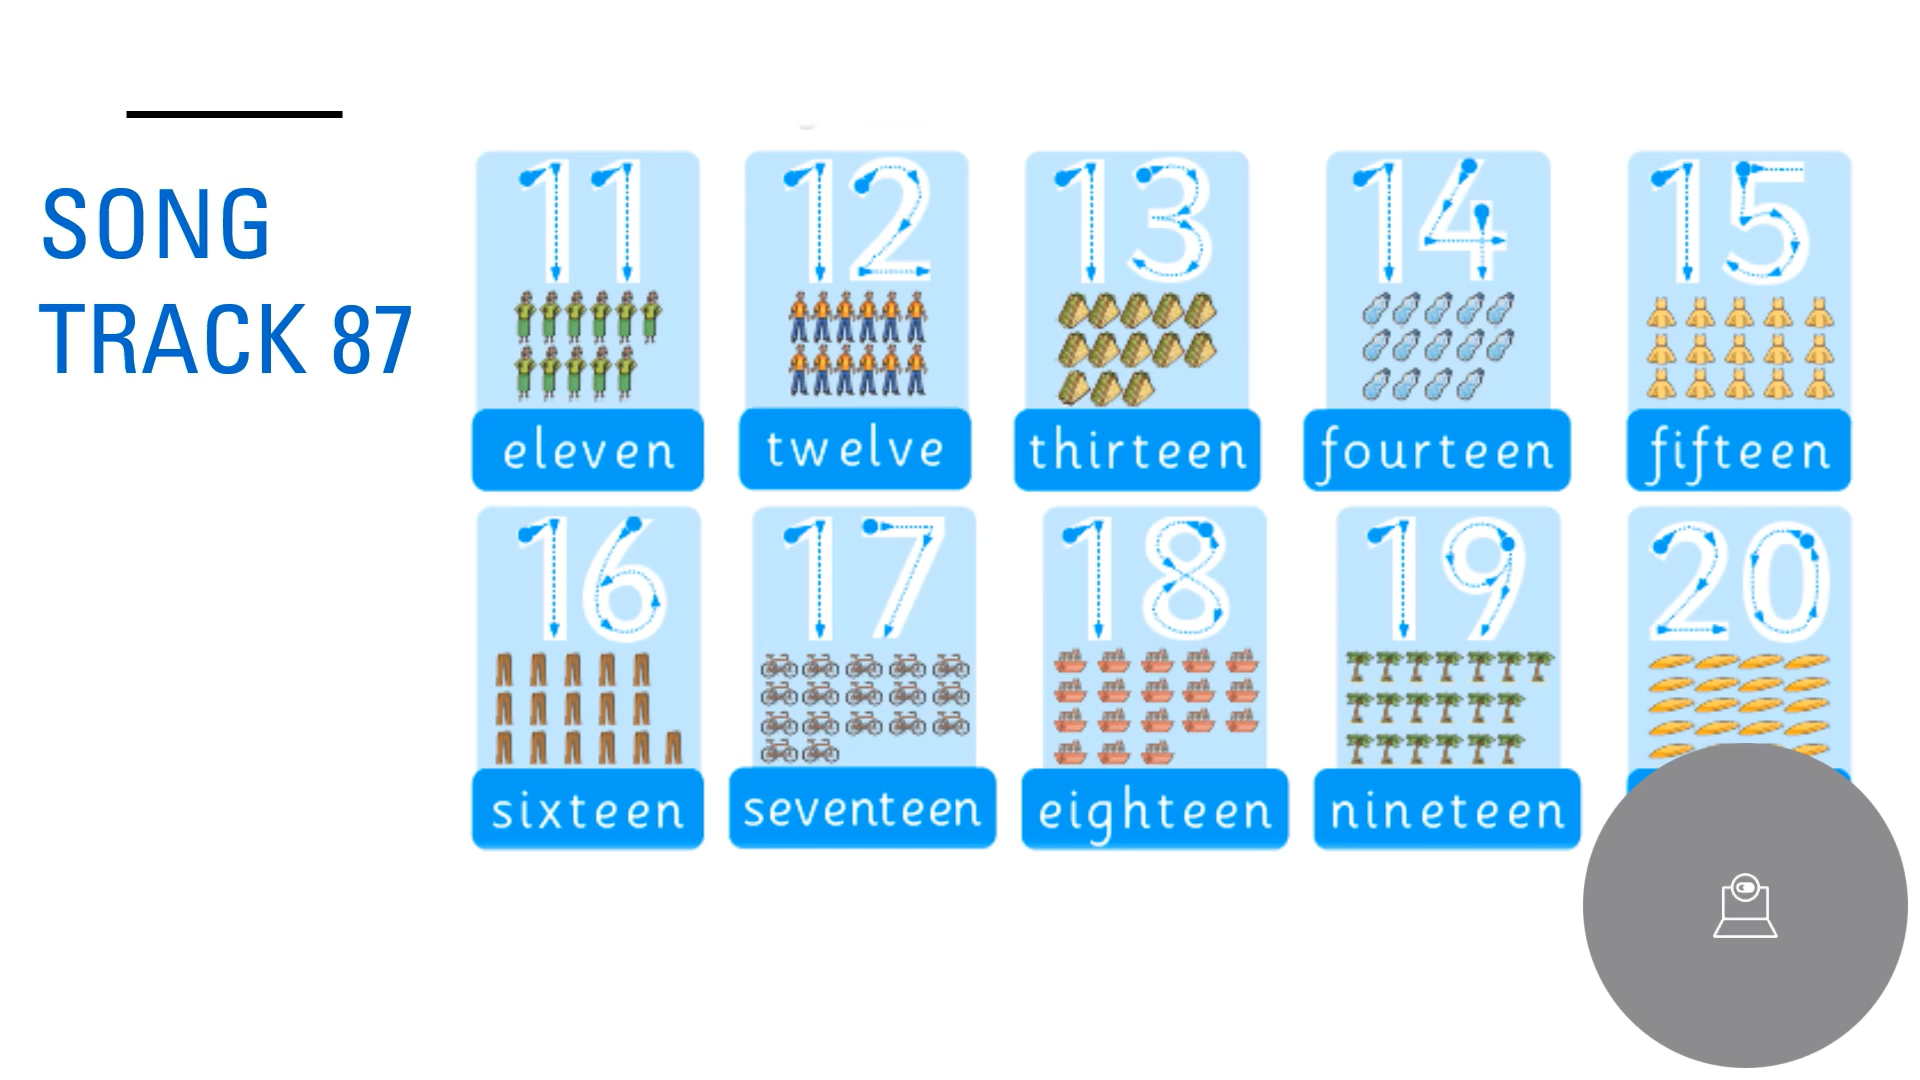 SONG
TRACK 87
11 12 13 14 15
eleven twelve thirteen fourteen fifteen
16 17 18 19 20
sixteen seventeen eighteen nineteen